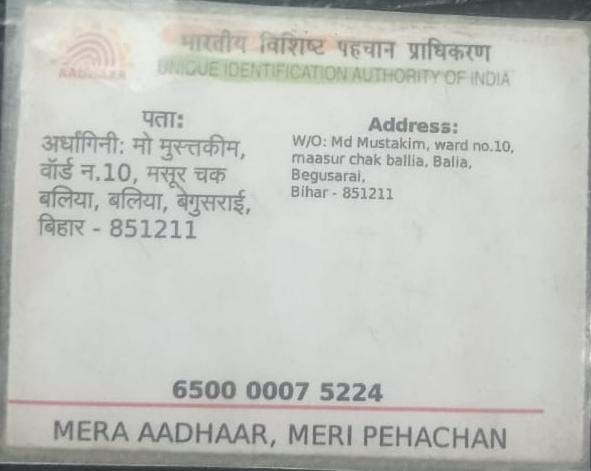 भारतीय विशिष्ट पहचान प्राधिकरण
AADHAAR
UNIQUE IDENTIFICATION AUTHORITY OF INDIA
पता:
अर्धांगिनी: मो मुस्तकीम,
वॉर्ड न.10, मसूर चक
बलिया, बलिया, बेगुसराई,
बिहार - 851211
Address:
W/O: Md Mustakim, ward no.10,
maasur chak ballia, Balia,
Begusarai,
Bihar - 851211
6500 0007 5224
MERA AADHAAR, MERI PEHACHAN